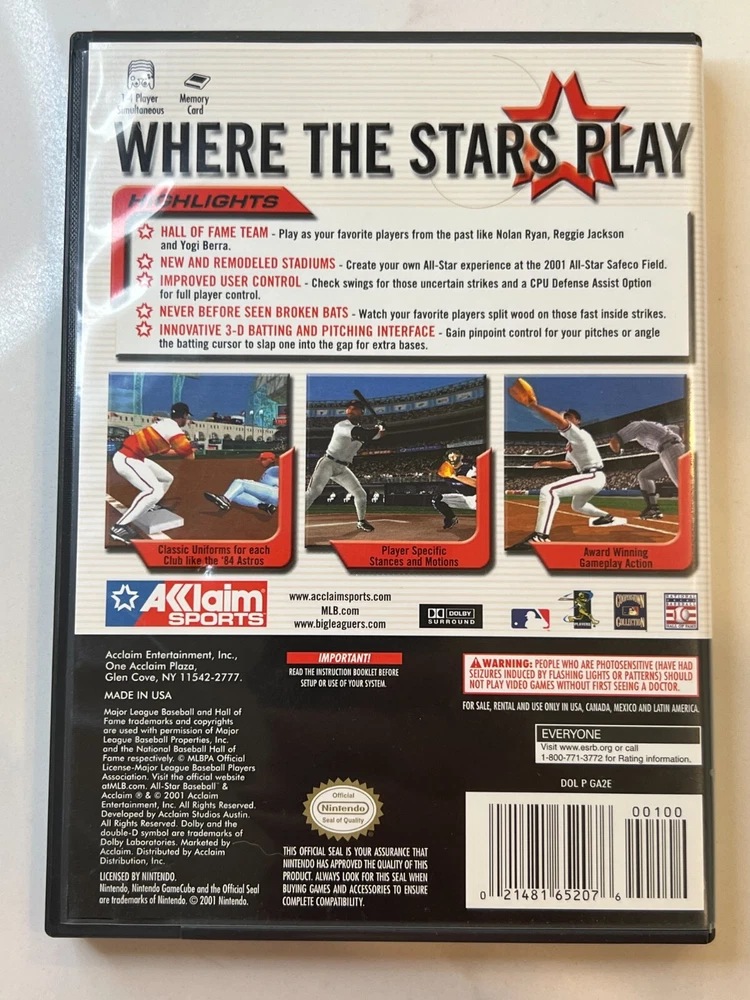 1-4 Player
Simultaneous
Memory
Card
WHERE THE STARS PLAY
HIGHLIGHTS
HALL OF FAME TEAM - Play as your favorite players from the past like Nolan Ryan, Reggie Jackson
and Yogi Berra.
NEW AND REMODELED STADIUMS - Create your own All-Star experience at the 2001 All-Star Safeco Field.
IMPROVED USER CONTROL - Check swings for those uncertain strikes and a CPU Defense Assist Option
for full player control.
NEVER BEFORE SEEN BROKEN BATS - Watch your favorite players split wood on those fast inside strikes.
INNOVATIVE 3-D BATTING AND PITCHING INTERFACE - Gain pinpoint control for your pitches or angle
the batting cursor to slap one into the gap for extra bases.
Classic Uniforms for each
Club like the '84 Astros
Player Specific
Stances and Motions
Award Winning
Gameplay Action
AKklaim®
SPORTS™
www.acclaimsports.com
MLB.com
www.bigleaguers.com
DOLBY
SURROUND
PLAYERS
COOPERSTOWN
COLLECTION
Acclaim Entertainment, Inc.,
One Acclaim Plaza,
Glen Cove, NY 11542-2777.
MADE IN USA
Major League Baseball and Hall of
Fame trademarks and copyrights
are used with permission of Major
League Baseball Properties, Inc.
and the National Baseball Hall of
Fame respectively. © MLBPA Official
License-Major League Baseball Players
Association. Visit the official website
atMLB.com. All-Star Baseball™ &
Acclaim ® & © 2001 Acclaim
Entertainment, Inc. All Rights Reserved.
Developed by Acclaim Studios Austin.
All Rights Reserved. Dolby and the
double-D symbol are trademarks of
Dolby Laboratories. Marketed by
Acclaim. Distributed by Acclaim
Distribution, Inc.
LICENSED BY NINTENDO.
Nintendo, Nintendo GameCube and the Official Seal
are trademarks of Nintendo. © 2001 Nintendo.
IMPORTANT!
READ THE INSTRUCTION BOOKLET BEFORE
SETUP OR USE OF YOUR SYSTEM.
Official
Nintendo
Seal of Quality
THIS OFFICIAL SEAL IS YOUR ASSURANCE THAT
NINTENDO HAS APPROVED THE QUALITY OF THIS
PRODUCT. ALWAYS LOOK FOR THIS SEAL WHEN
BUYING GAMES AND ACCESSORIES TO ENSURE
COMPLETE COMPATIBILITY.
WARNING: PEOPLE WHO ARE PHOTOSENSITIVE (HAVE HAD
SEIZURES INDUCED BY FLASHING LIGHTS OR PATTERNS) SHOULD
NOT PLAY VIDEO GAMES WITHOUT FIRST SEEING A DOCTOR.
FOR SALE, RENTAL AND USE ONLY IN USA, CANADA, MEXICO AND LATIN AMERICA.
EVERYONE
Visit www.esrb.org or call
1-800-771-3772 for Rating information.
DOL P GA2E
00100
0 21481 65207 6